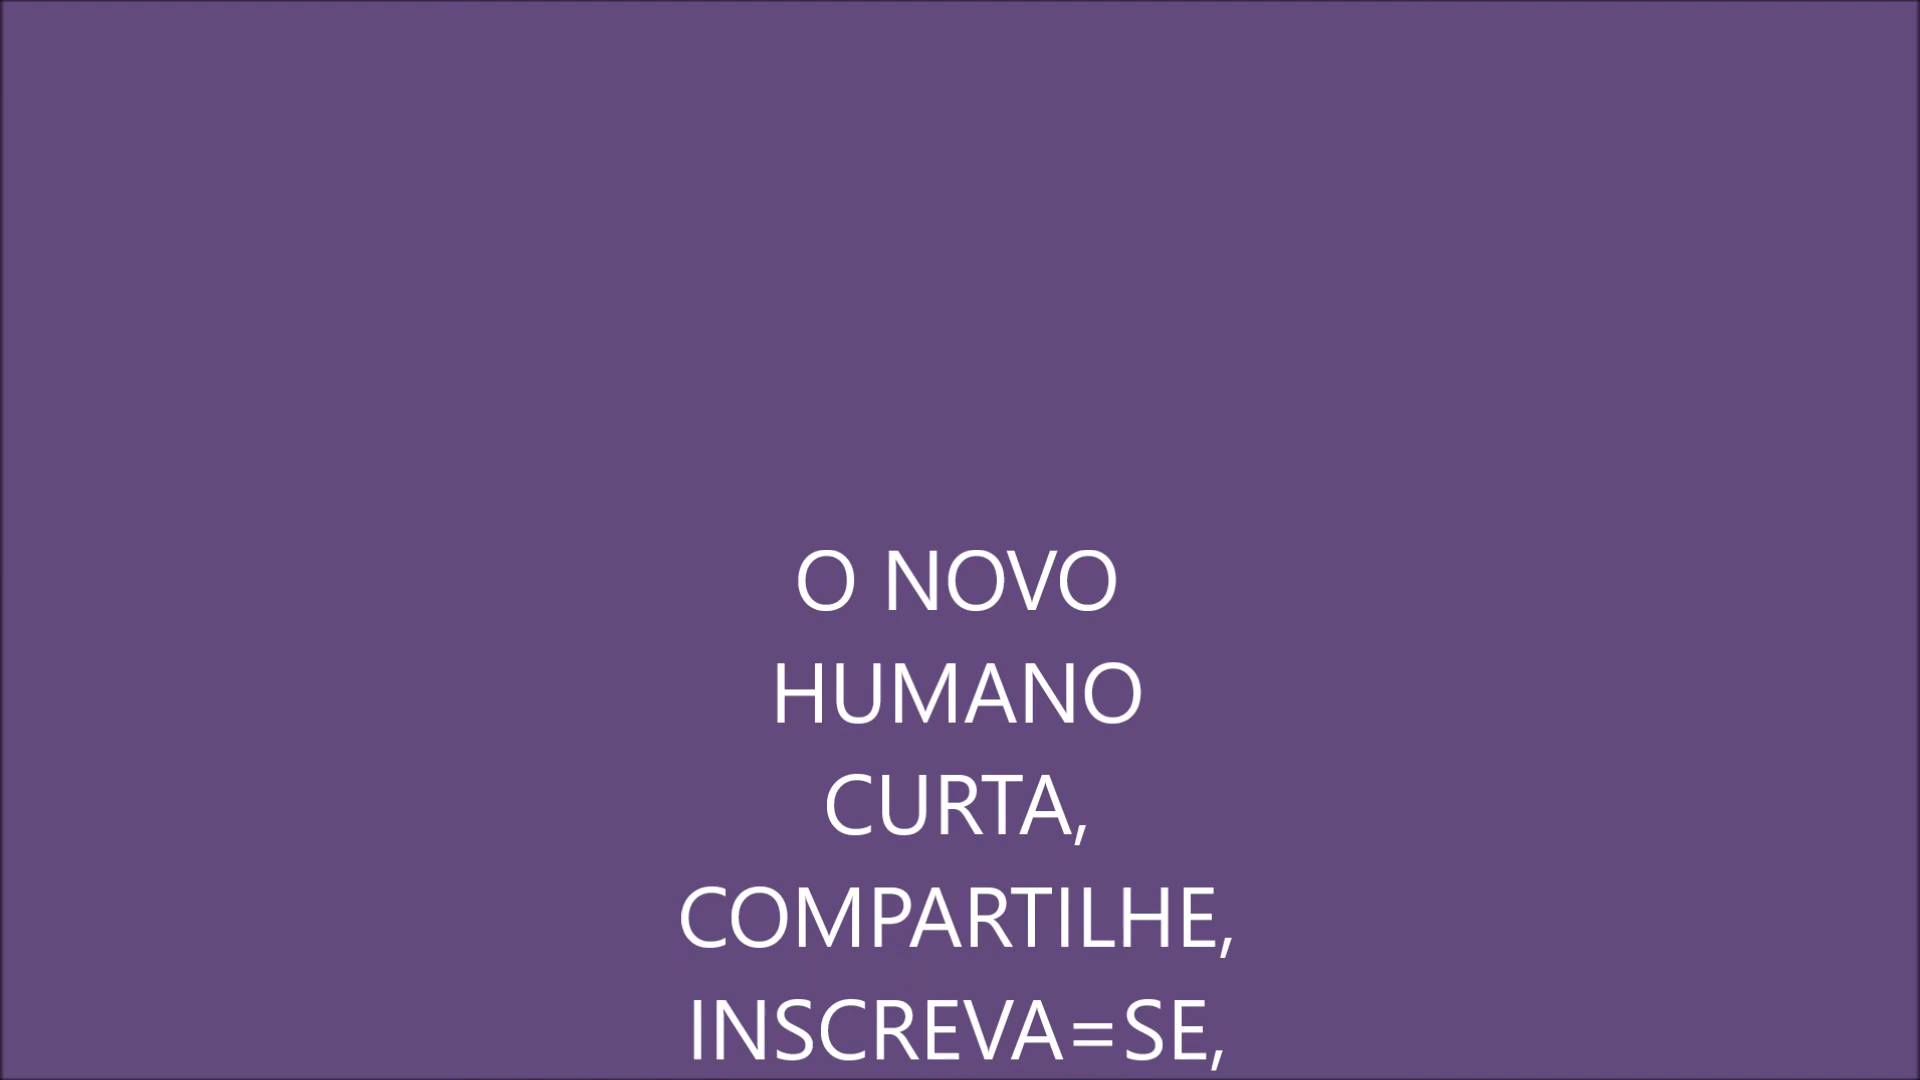 O NOVO
HUMANO
CURTA,
COMPARTILHE,
INSCREVA=SE,